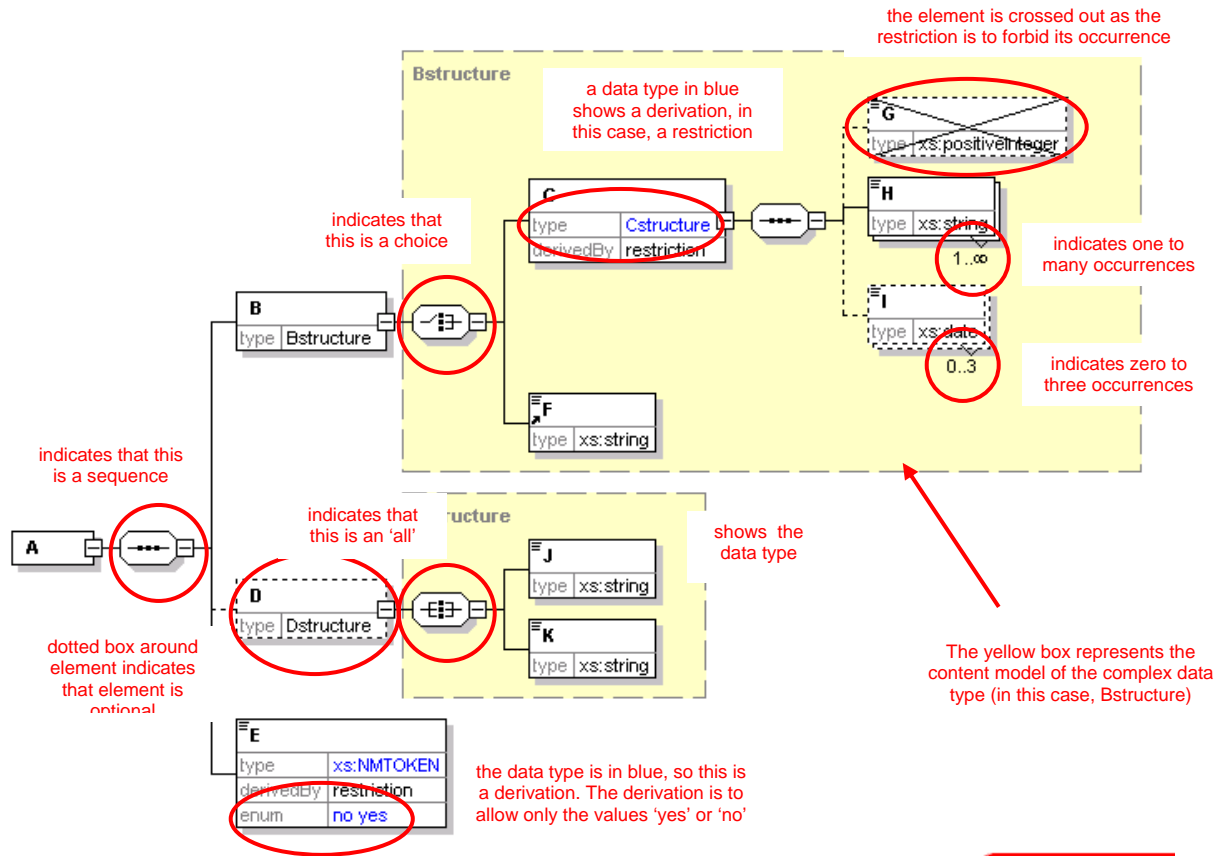 the element is crossed out as the
restriction is to forbid its occurrence
Bstructure
a data type in blue
shows a derivation, in
this case, a restriction
G
type xs:positiveInteger
H
type xs:string
1..∞
indicates one to
many occurrences
I
type xs:date
0..3
indicates zero to
three occurrences
C
type Cstructure
derivedBy restriction
indicates that
this is a choice
B
type Bstructure
F
type xs:string
indicates that this
is a sequence
A
indicates that
this is an ‘all’
ructure
shows the
data type
J
type xs:string
K
type xs:string
D
type Dstructure
dotted box around
element indicates
that element is
optional
The yellow box represents the
content model of the complex data
type (in this case, Bstructure)
E
type xs:NMTOKEN
derivedBy restriction
enum no yes
the data type is in blue, so this is
a derivation. The derivation is to
allow only the values ‘yes’ or ‘no’